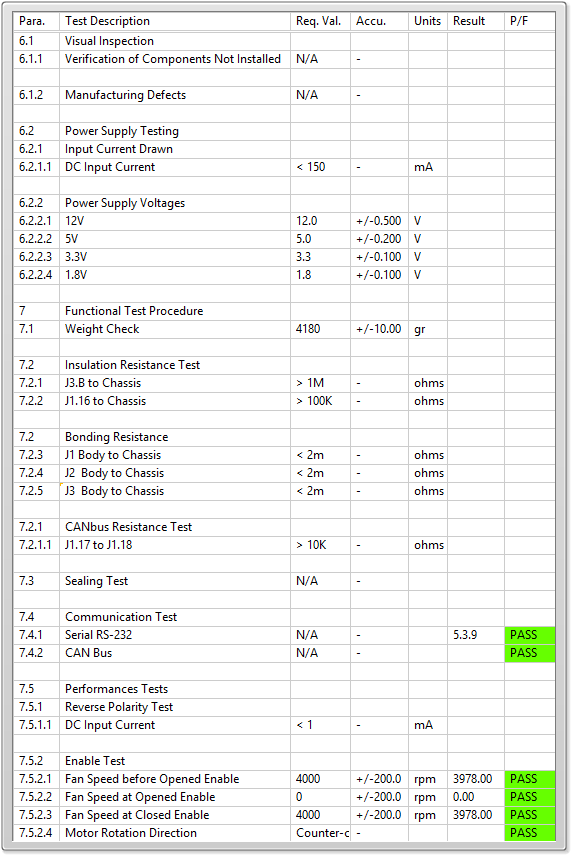 Para. Test Description Req. Val. Accu. Units Result P/F
6.1 Visual Inspection
6.1.1 Verification of Components Not Installed N/A -
6.1.2 Manufacturing Defects N/A -
6.2 Power Supply Testing
6.2.1 Input Current Drawn
6.2.1.1 DC Input Current < 150 - mA
6.2.2 Power Supply Voltages
6.2.2.1 12V 12.0 +/-0.500 V
6.2.2.2 5V 5.0 +/-0.200 V
6.2.2.3 3.3V 3.3 +/-0.100 V
6.2.2.4 1.8V 1.8 +/-0.100 V
7 Functional Test Procedure
7.1 Weight Check 4180 +/-10.00 gr
7.2 Insulation Resistance Test
7.2.1 J3.B to Chassis > 1M - ohms
7.2.2 J1.16 to Chassis > 100K - ohms
7.2 Bonding Resistance
7.2.3 J1 Body to Chassis < 2m - ohms
7.2.4 J2 Body to Chassis < 2m - ohms
7.2.5 J3 Body to Chassis < 2m - ohms
7.2.1 CANbus Resistance Test
7.2.1.1 J1.17 to J1.18 > 10K - ohms
7.3 Sealing Test N/A -
7.4 Communication Test
7.4.1 Serial RS-232 N/A - 5.3.9 PASS
7.4.2 CAN Bus N/A - PASS
7.5 Performances Tests
7.5.1 Reverse Polarity Test
7.5.1.1 DC Input Current < 1 - mA
7.5.2 Enable Test
7.5.2.1 Fan Speed before Opened Enable 4000 +/-200.0 rpm 3978.00 PASS
7.5.2.2 Fan Speed at Opened Enable 0 +/-200.0 rpm 0.00 PASS
7.5.2.3 Fan Speed at Closed Enable 4000 +/-200.0 rpm 3978.00 PASS
7.5.2.4 Motor Rotation Direction Counter-c - PASS